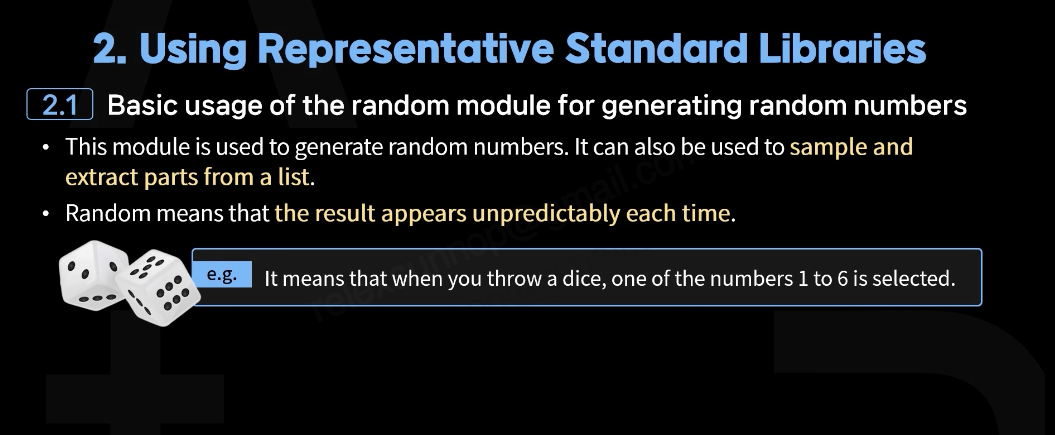 2. Using Representative Standard Libraries
2.1 Basic usage of the random module for generating random numbers
• This module is used to generate random numbers. It can also be used to sample and
extract parts from a list.
• Random means that the result appears unpredictably each time.
e.g. It means that when you throw a dice, one of the numbers 1 to 6 is selected.